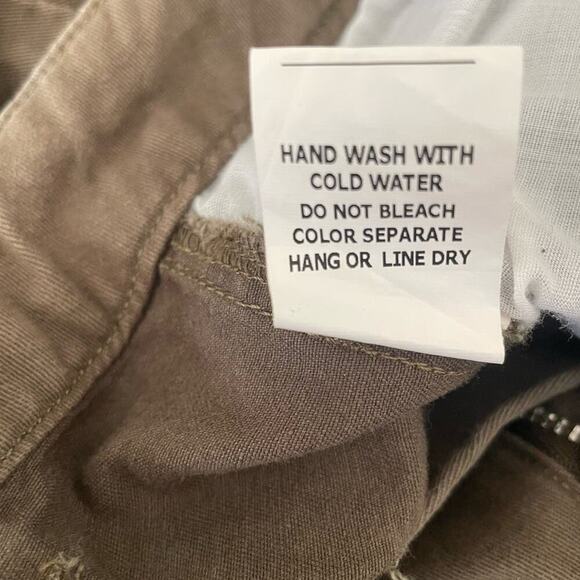 HAND WASH WITH
COLD WATER
DO NOT BLEACH
COLOR SEPARATE
HANG OR LINE DRY